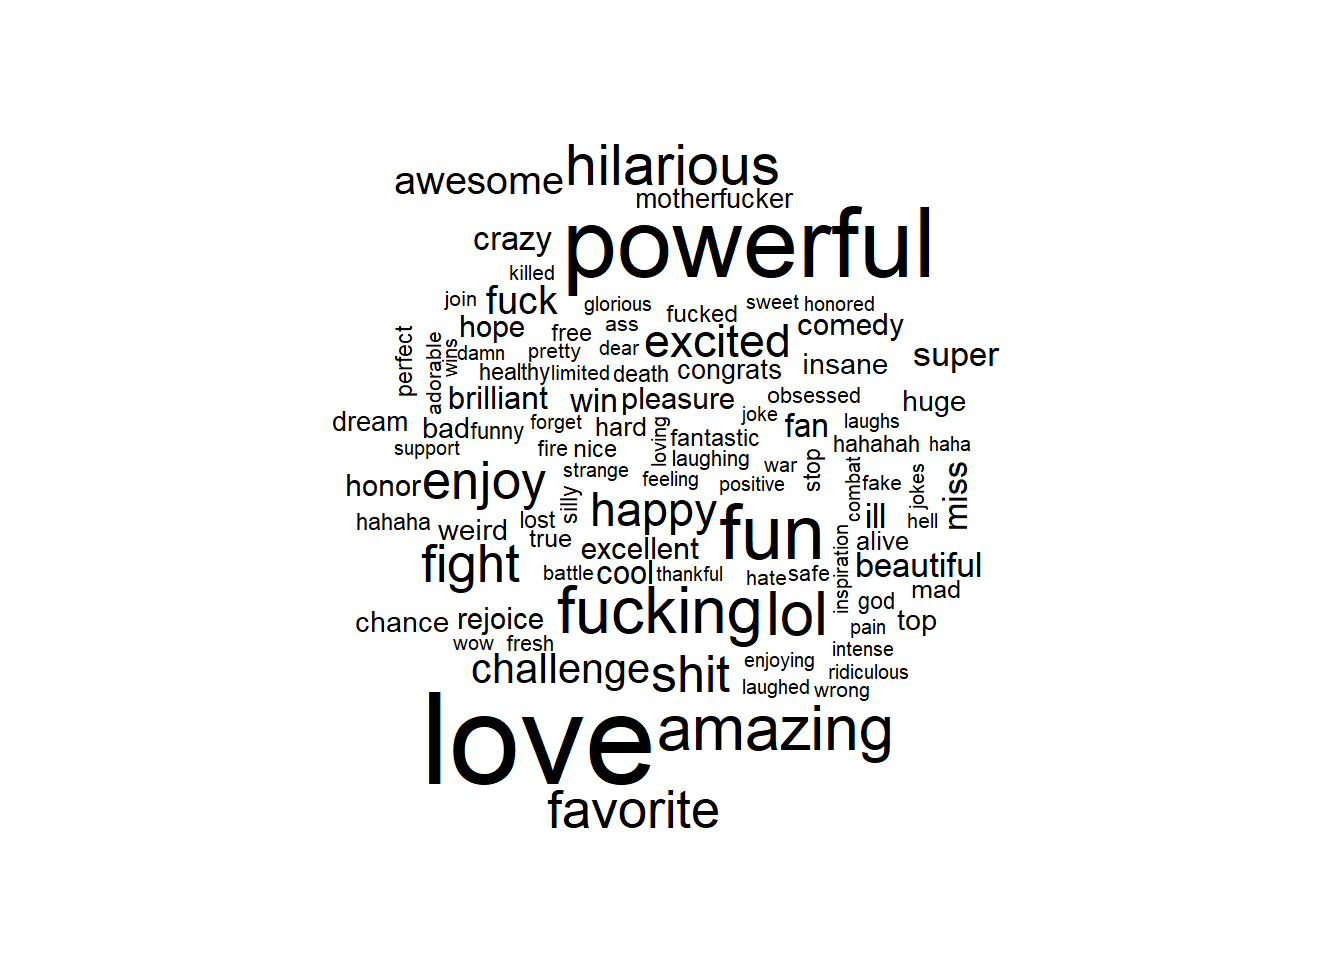 hilarious
awesome
motherfucker
powerful
crazy
killed
join
fuck
glorious
fucked
sweet
honored
hope
free
ass
excited
comedy
perfect
adorable
wins
damn
pretty
dear
insane
super
healthy
limited
death
congrats
brilliant
win
pleasure
obsessed
huge
dream
bad
funny
forget
hard
loving
joke
fan
laughs
fantastic
hahahah
haha
support
fire
nice
laughing
war
stop
strange
feeling
positive
combat
fake
jokes
miss
honor
enjoy
silly
happy
fun
ill
hell
hahaha
weird
lost
true
excellent
inspiration
alive
fight
battle
cool
thankful
hate
safe
beautiful
mad
god
chance
rejoice
fucking
lol
pain
top
wow
fresh
intense
challenge
shit
enjoying
ridiculous
laughed
wrong
love
amazing
favorite